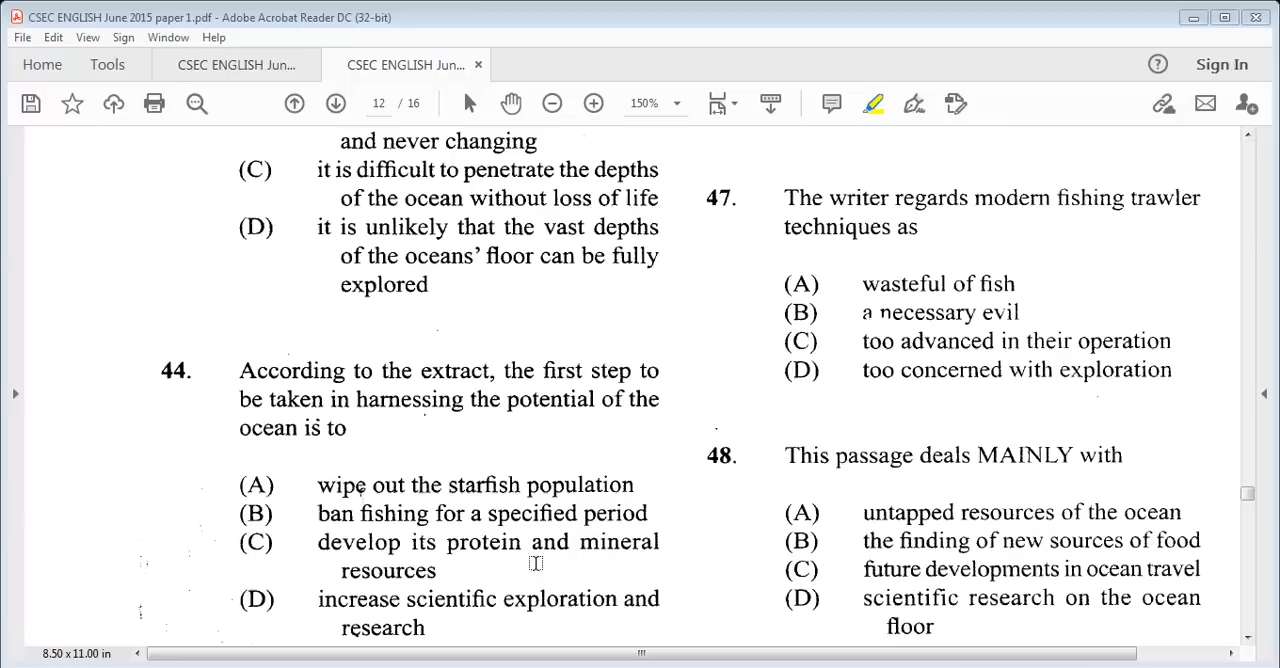 CSEC ENGLISH June 2015 paper 1.pdf - Adobe Acrobat Reader DC (32-bit)
File Edit View Sign Window Help
Home Tools CSEC ENGLISH Jun... CSEC ENGLISH Jun... × Sign In
12 / 16 150%
and never changing
(C) it is difficult to penetrate the depths
of the ocean without loss of life
(D) it is unlikely that the vast depths
of the oceans' floor can be fully
explored
44. According to the extract, the first step to
be taken in harnessing the potential of the
ocean is to
(A) wipe out the starfish population
(B) ban fishing for a specified period
(C) develop its protein and mineral
resources
(D) increase scientific exploration and
research
47. The writer regards modern fishing trawler
techniques as
(A) wasteful of fish
(B) a necessary evil
(C) too advanced in their operation
(D) too concerned with exploration
48. This passage deals MAINLY with
(A) untapped resources of the ocean
(B) the finding of new sources of food
(C) future developments in ocean travel
(D) scientific research on the ocean
floor
8.50 x 11.00 in